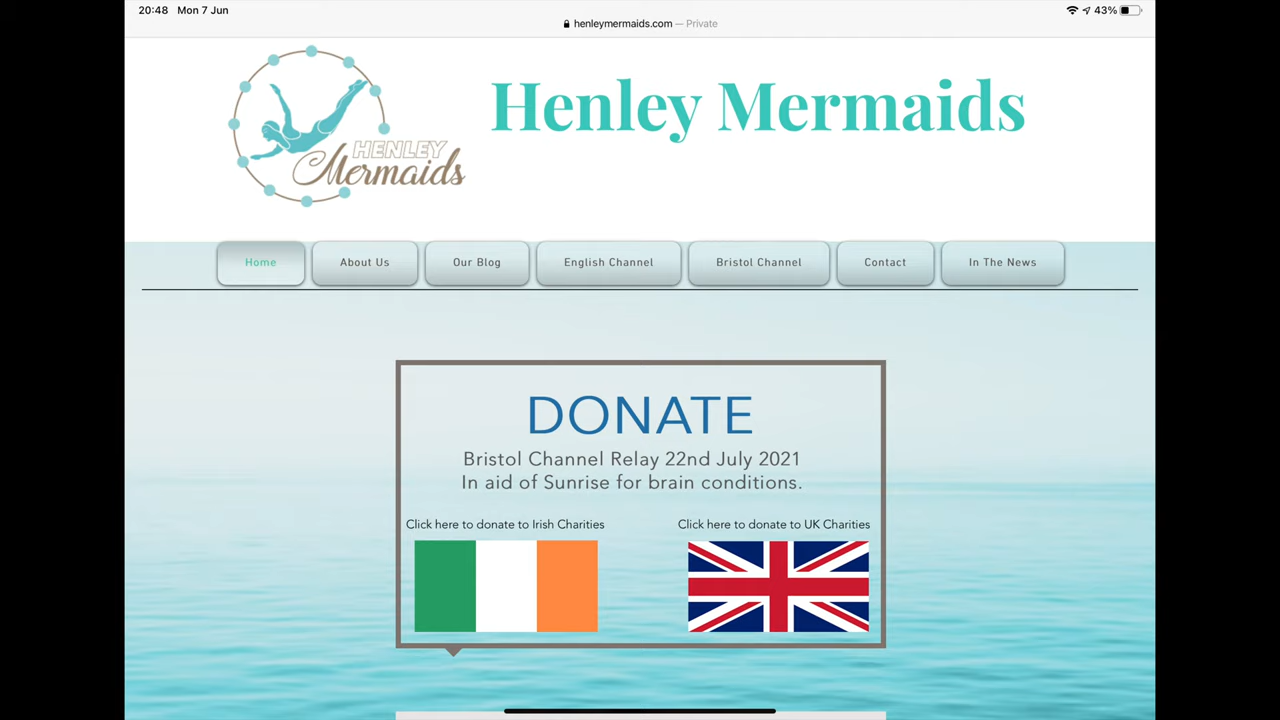 20:48 Mon 7 Jun
43%
henleymermaids.com — Private
HENLEY
Mermaids
Henley Mermaids
Home
About Us
Our Blog
English Channel
Bristol Channel
Contact
In The News
DONATE
Bristol Channel Relay 22nd July 2021
In aid of Sunrise for brain conditions.
Click here to donate to Irish Charities
Click here to donate to UK Charities